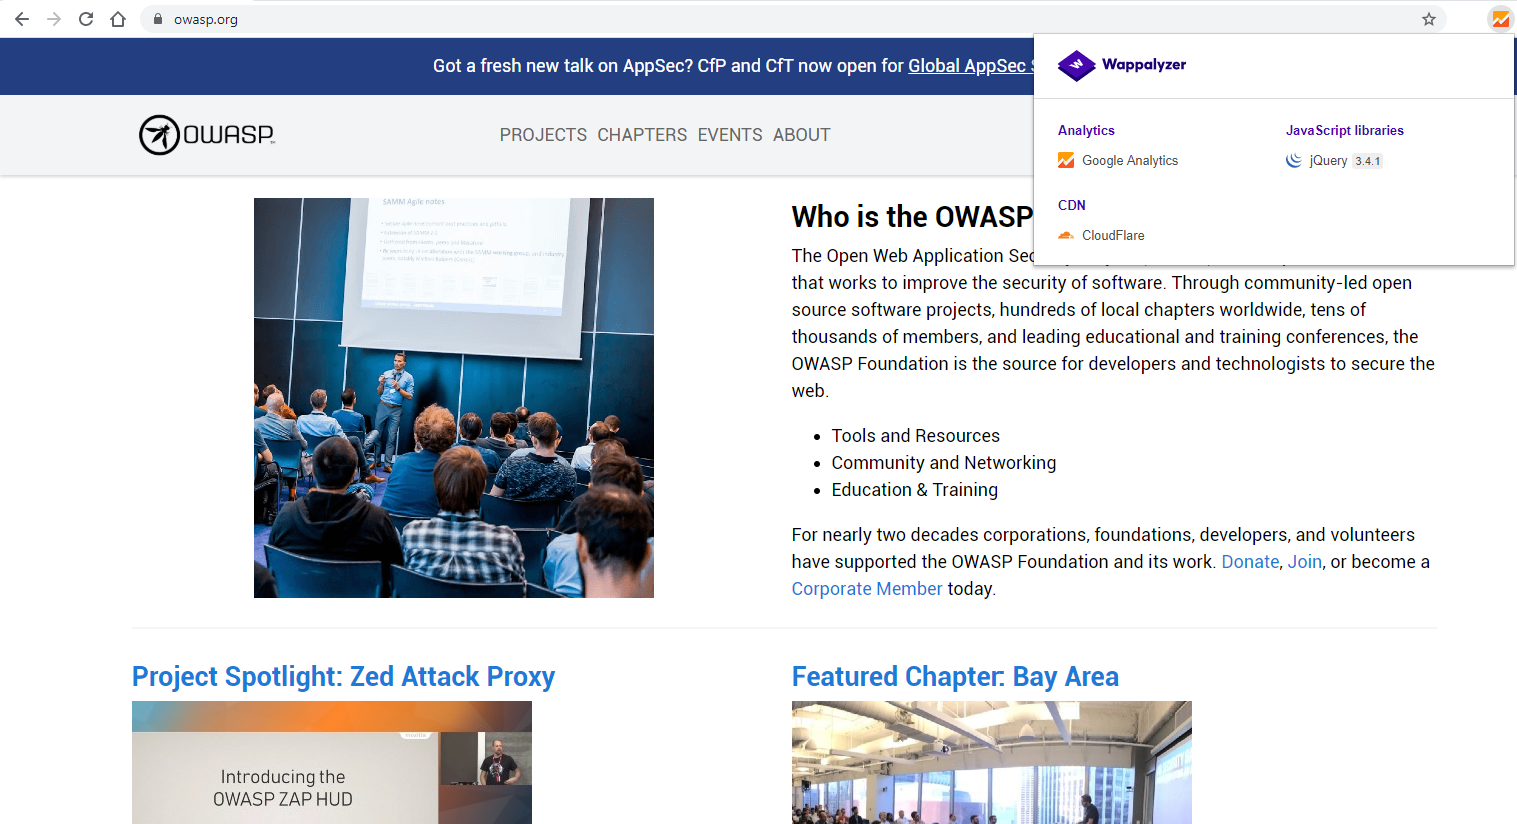 owasp.org
Got a fresh new talk on AppSec? CfP and CfT now open for Global AppSec
Wappalyzer
OWASP
PROJECTS CHAPTERS EVENTS ABOUT
Analytics
Google Analytics
JavaScript libraries
jQuery 3.4.1
CDN
CloudFlare
SAMM Agile notes
Who is the OWASP
The Open Web Application
that works to improve the security of software. Through community-led open
source software projects, hundreds of local chapters worldwide, tens of
thousands of members, and leading educational and training conferences, the
OWASP Foundation is the source for developers and technologists to secure the
web.
• Tools and Resources
• Community and Networking
• Education & Training
For nearly two decades corporations, foundations, developers, and volunteers
have supported the OWASP Foundation and its work. Donate, Join, or become a
Corporate Member today.
Project Spotlight: Zed Attack Proxy
mozilla
Introducing the
OWASP ZAP HUD
Featured Chapter: Bay Area